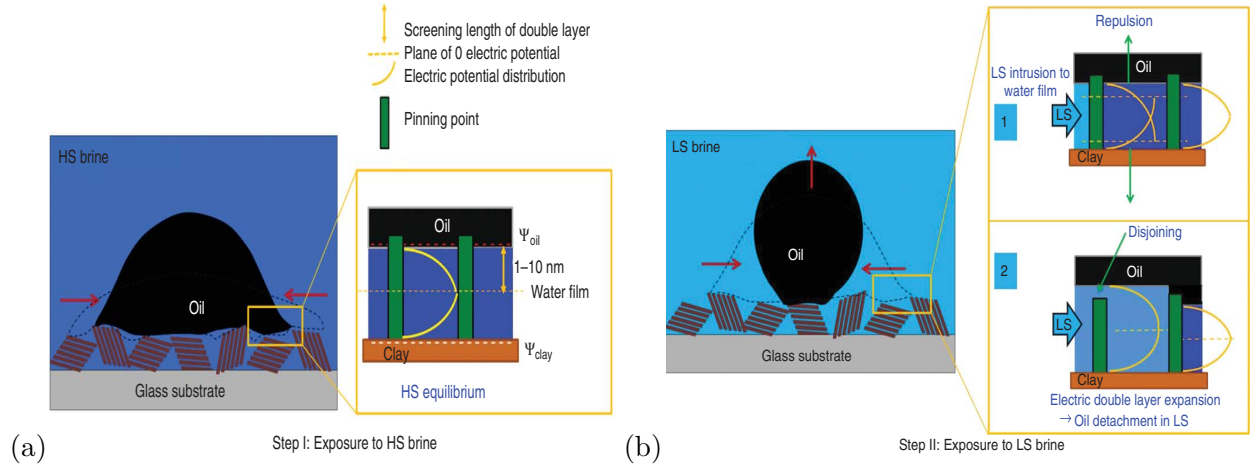 Screening length of double layer
Plane of 0 electric potential
Electric potential distribution
Pinning point
HS brine
Oil
Oil
Ψoil
1–10 nm
Water film
Clay
Ψclay
HS equilibrium
Glass substrate
(a)
Step I: Exposure to HS brine
LS brine
Oil
Glass substrate
Repulsion
Oil
LS intrusion to
water film
1
LS
Clay
Disjoining
2
Oil
LS
Clay
Electric double layer expansion
→ Oil detachment in LS
(b)
Step II: Exposure to LS brine